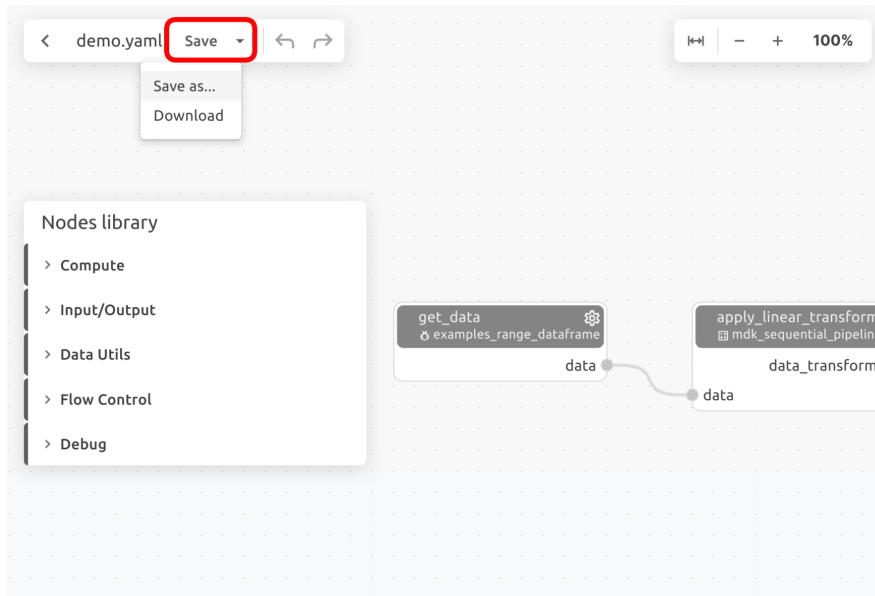 demo.yaml Save
100%
Save as...
Download
Nodes library
Compute
Input/Output
Data Utils
Flow Control
Debug
get_data
examples_range_dataframe
data
apply_linear_transform
mdk_sequential_pipelin
data_transform
data